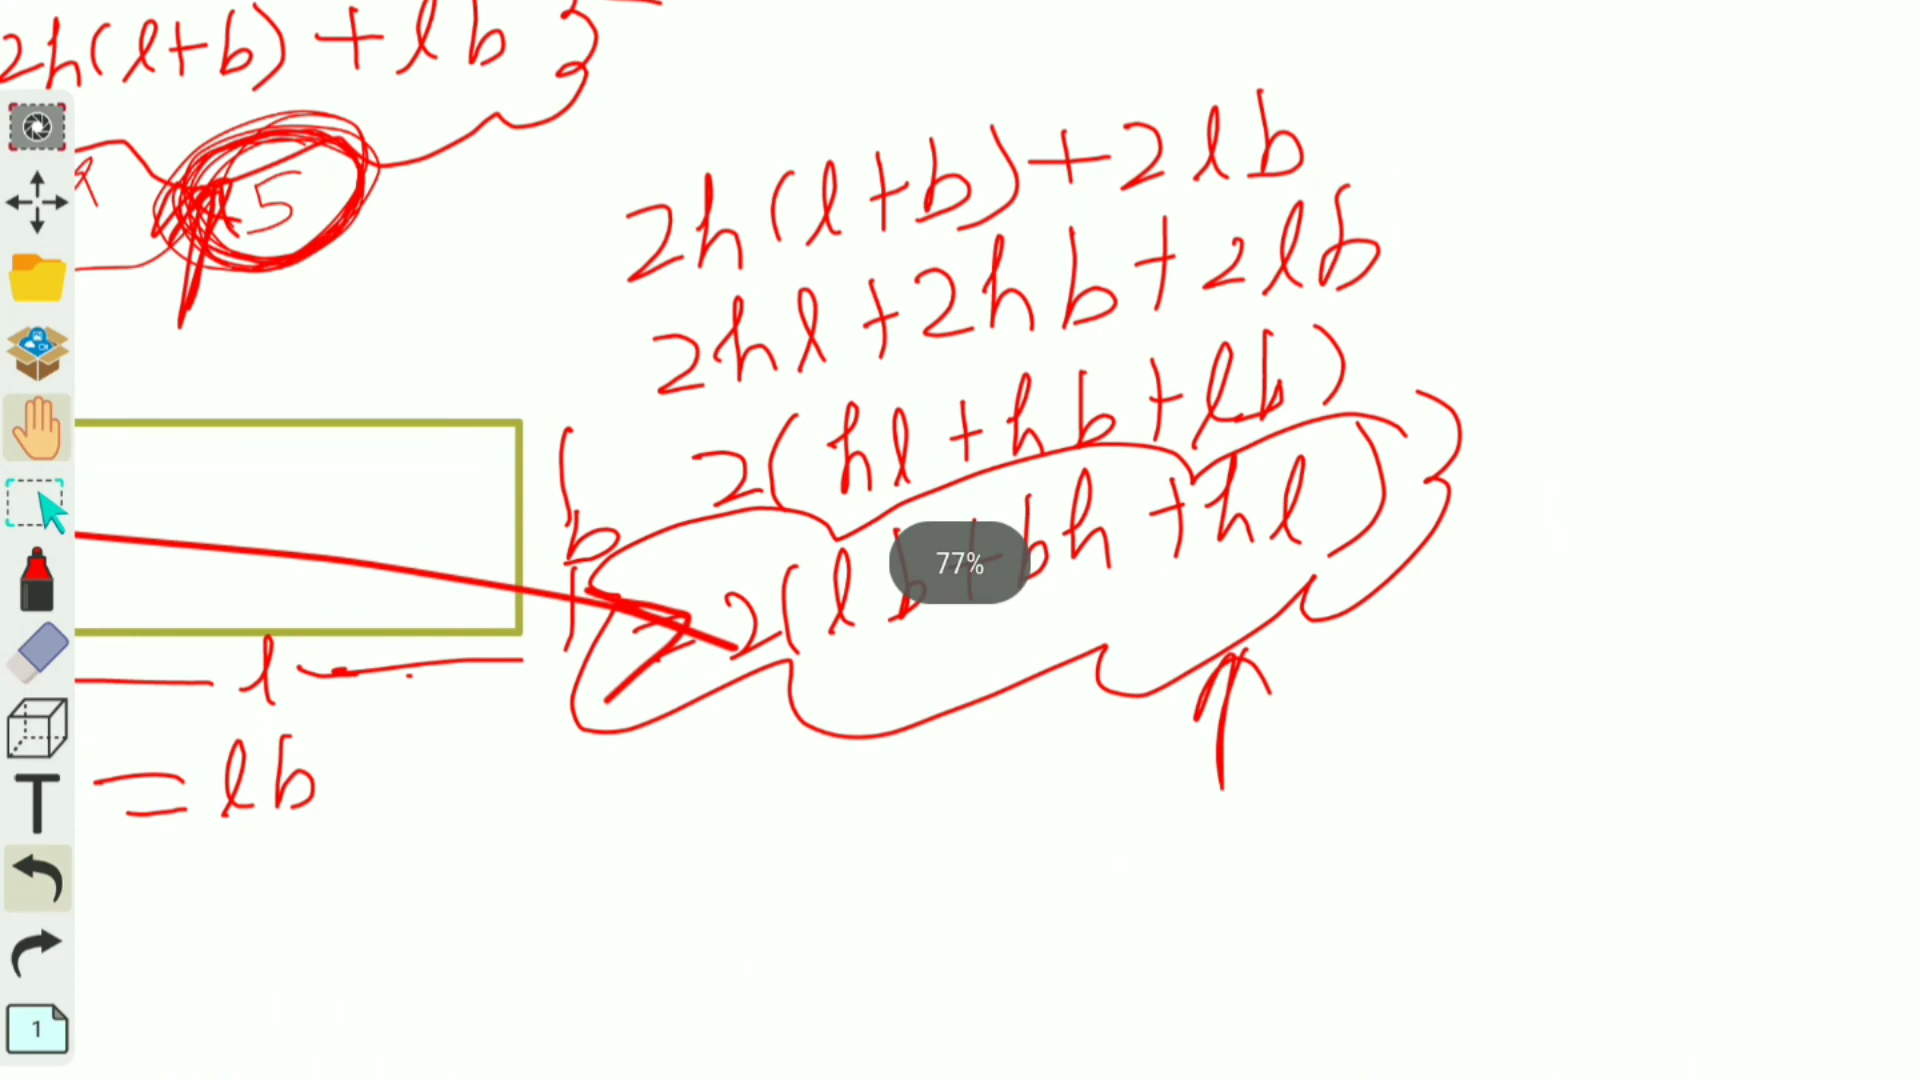 2h(l+b) + lb }
5
2h(l+b)+2lb
2hl+2hb+2lb
2(hl+hb+lb)
2(lb+bh+hl) }
b
l
= lb
77%
T
1